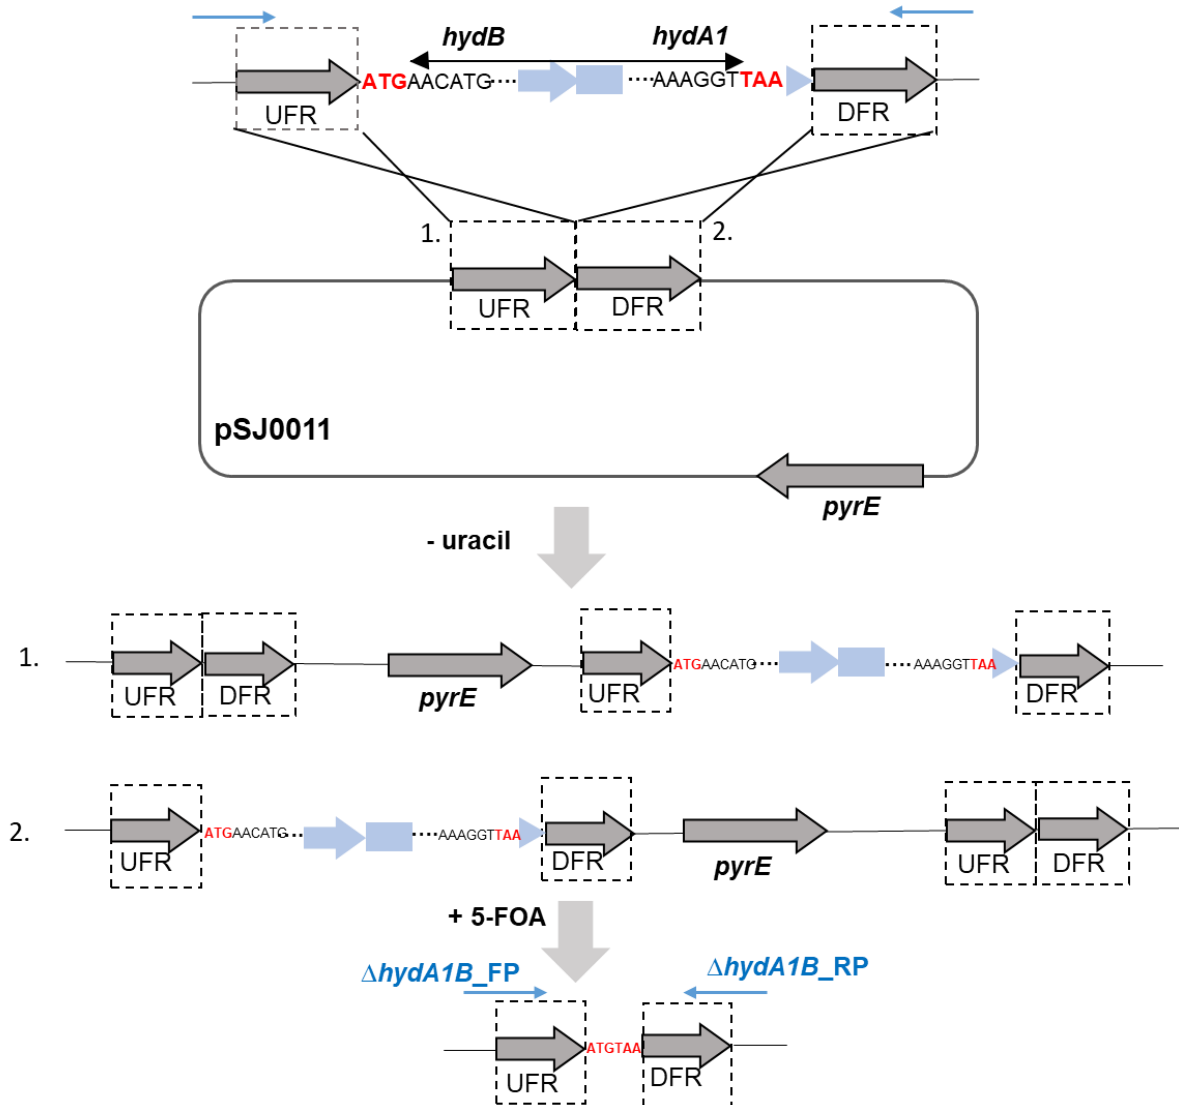 hydB hydA1
ATGAACATG···· ····AAAGGTTAA
UFR DFR
1. 2.
UFR DFR
pSJ0011
pyrE
- uracil
1. ATGAACATG···· ····AAAGGTTAA
UFR DFR pyrE UFR DFR
2. ATGAACATG···· ····AAAGGTTAA
UFR DFR pyrE UFR DFR
+ 5-FOA
ΔhydA1B_FP ΔhydA1B_RP
ATGTAA
UFR DFR